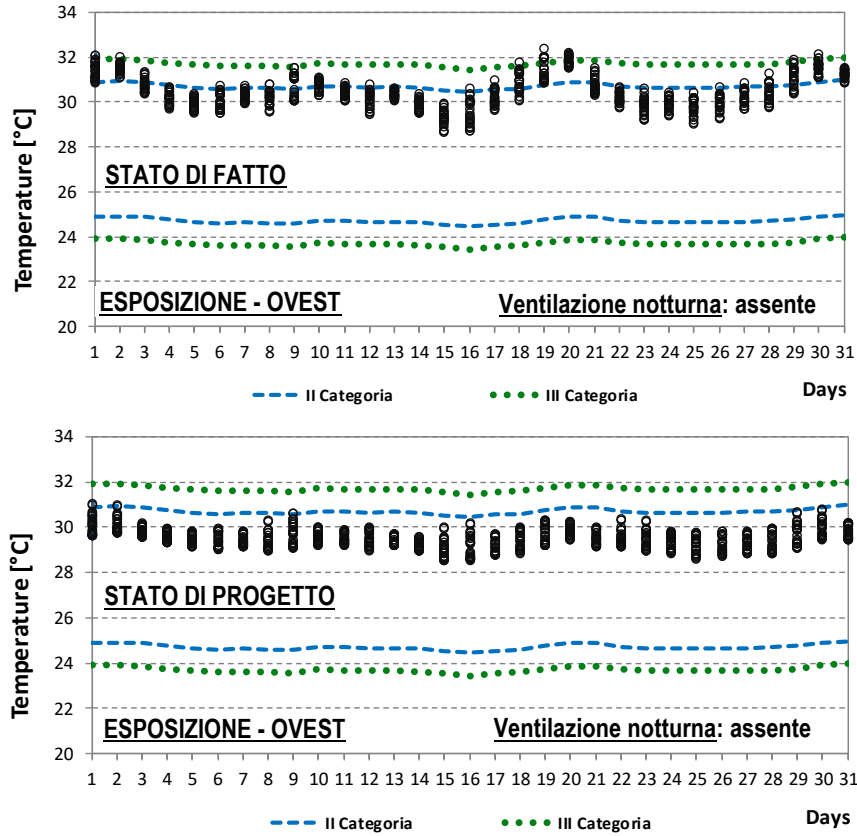 34
32
30
28
26
24
22
20
Temperature [°C]
STATO DI FATTO
ESPOSIZIONE - OVEST Ventilazione notturna: assente
1 2 3 4 5 6 7 8 9 10 11 12 13 14 15 16 17 18 19 20 21 22 23 24 25 26 27 28 29 30 31
II Categoria III Categoria Days
34
32
30
28
26
24
22
20
Temperature [°C]
STATO DI PROGETTO
ESPOSIZIONE - OVEST Ventilazione notturna: assente
1 2 3 4 5 6 7 8 9 10 11 12 13 14 15 16 17 18 19 20 21 22 23 24 25 26 27 28 29 30 31
II Categoria III Categoria Days